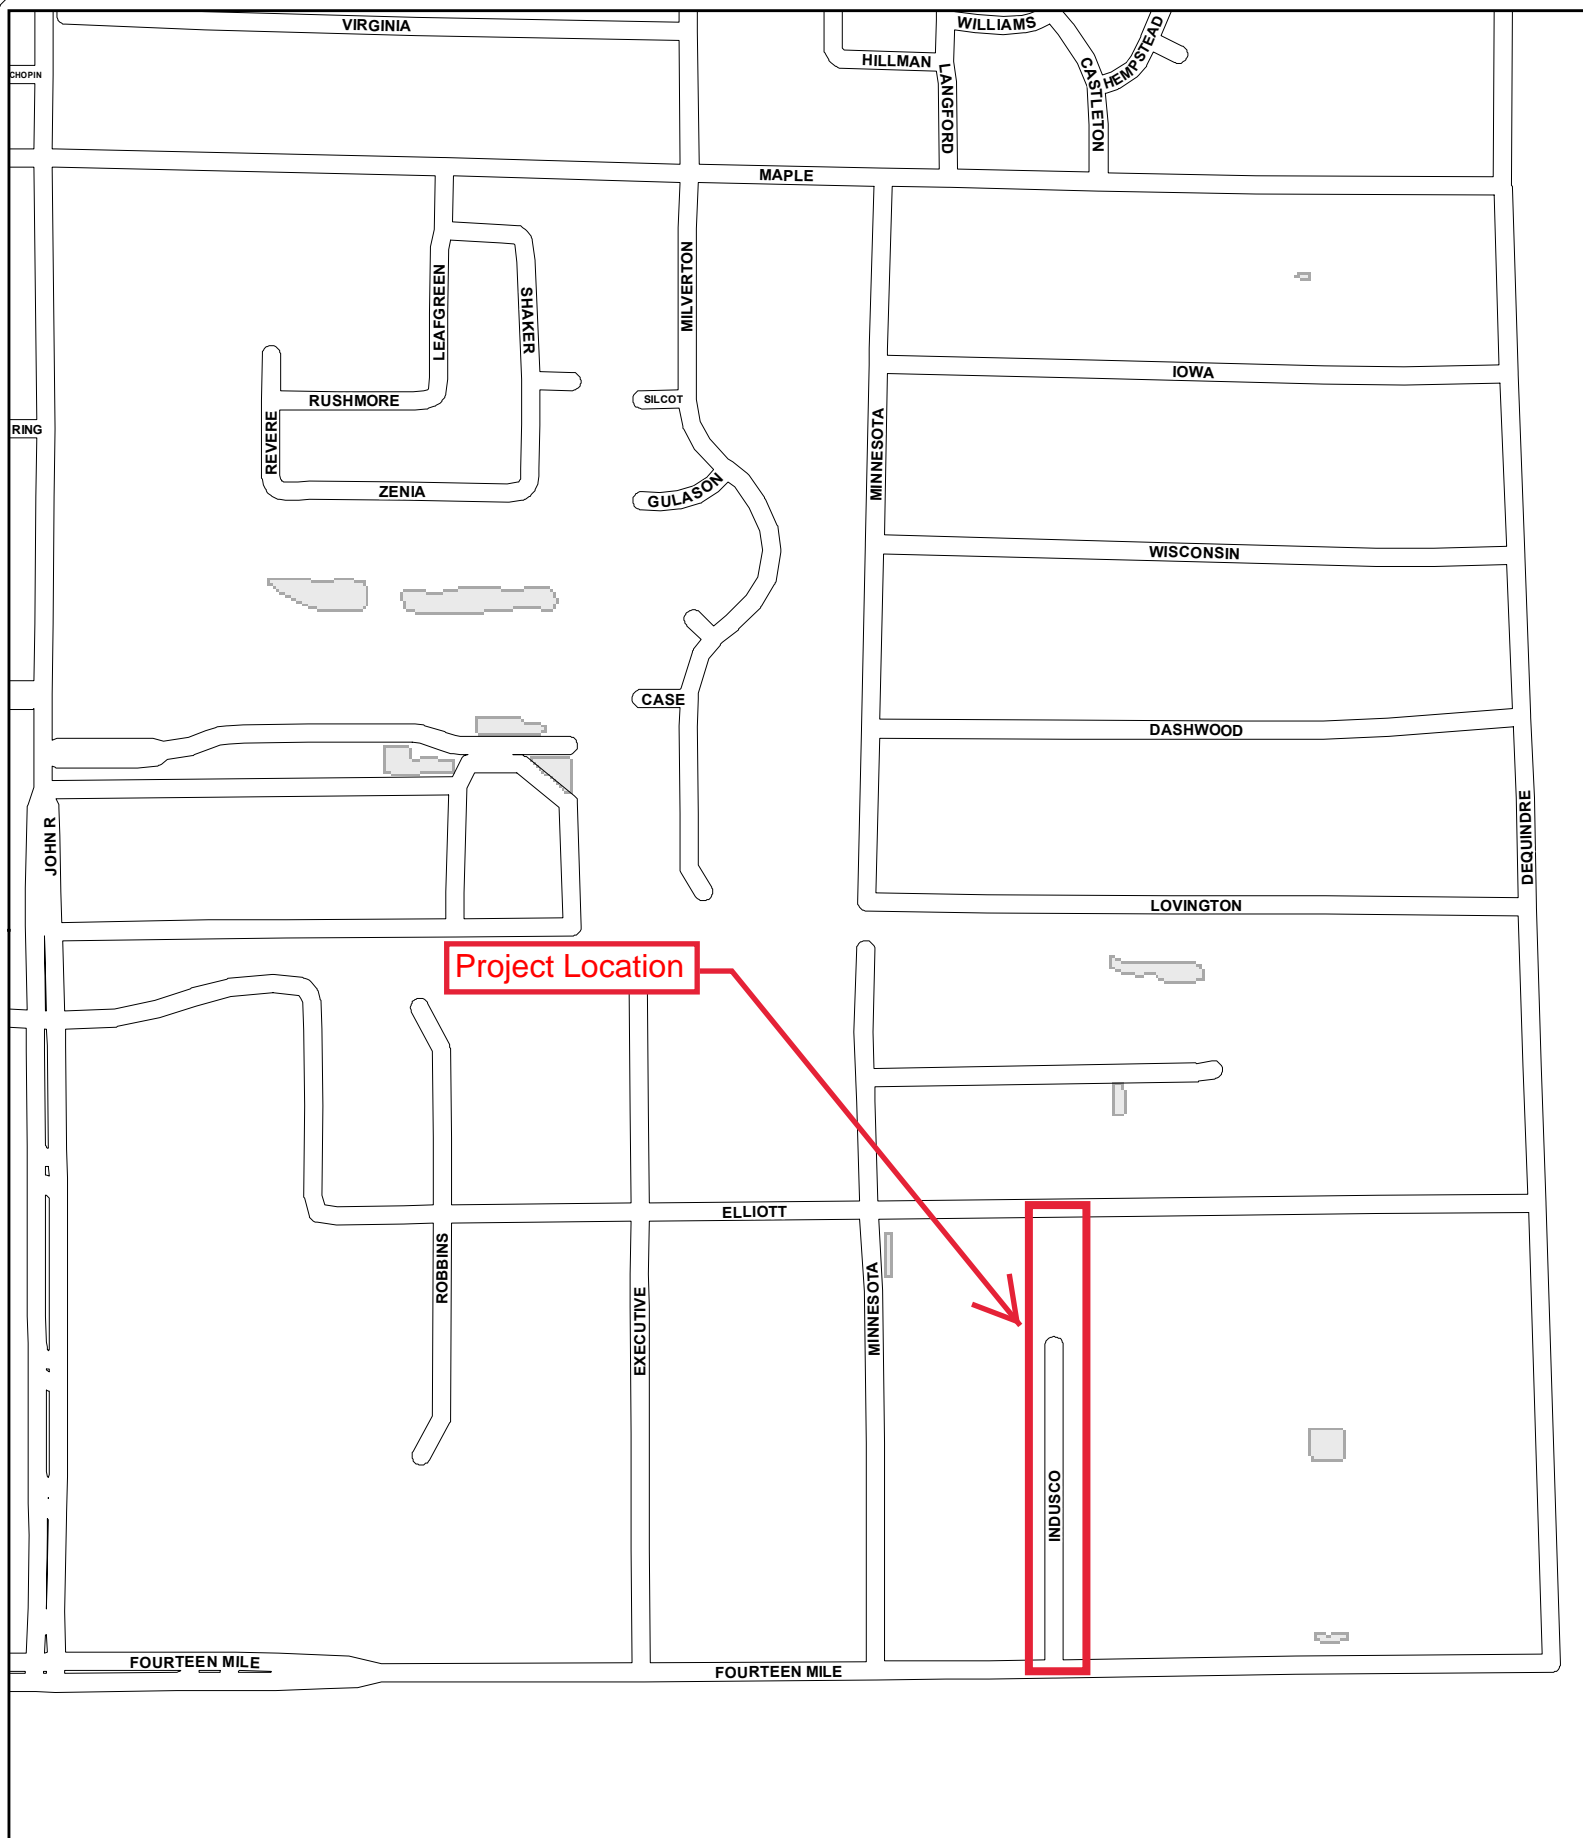 VIRGINIA
WILLIAMS
HEMPSTEAD
HILLMAN
LANGFORD
CASTLETON
CHOPIN
MAPLE
MILVERTON
LEAFGREEN
SHAKER
IOWA
RUSHMORE
SILCOT
RING
REVERE
MINNESOTA
ZENIA
GULASON
WISCONSIN
CASE
DASHWOOD
JOHN R
DEQUINDRE
LOVINGTON
Project Location
ELLIOTT
ROBBINS
EXECUTIVE
MINNESOTA
INDUSCO
FOURTEEN MILE
FOURTEEN MILE